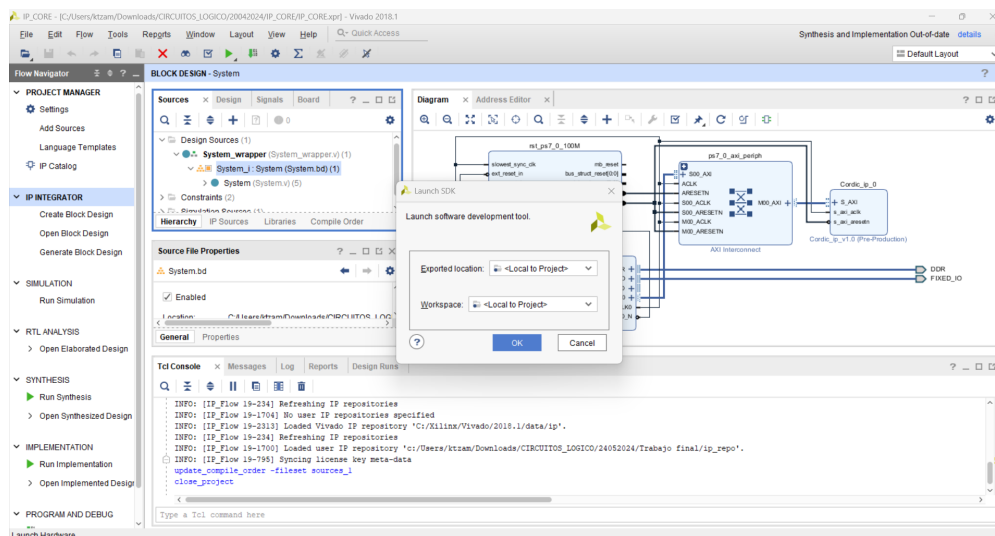 IP_CORE - [C:/Users/ktzam/Downloads/CIRCUITOS_LOGICO/20042024/IP_CORE/IP_CORE.xpr] - Vivado 2018.1
File Edit Flow Tools Reports Window Layout View Help Quick Access
Synthesis and Implementation Out-of-date details
Default Layout
Flow Navigator
PROJECT MANAGER
Settings
Add Sources
Language Templates
IP Catalog
IP INTEGRATOR
Create Block Design
Open Block Design
Generate Block Design
SIMULATION
Run Simulation
RTL ANALYSIS
Open Elaborated Design
SYNTHESIS
Run Synthesis
Open Synthesized Design
IMPLEMENTATION
Run Implementation
Open Implemented Design
PROGRAM AND DEBUG
Launch Hardware
BLOCK DESIGN - System
Sources Design Signals Board
0
Design Sources (1)
System_wrapper (System_wrapper.v) (1)
System_i : System (System.bd) (1)
System (System.v) (5)
Constraints (2)
Simulation Sources (1)
Hierarchy IP Sources Libraries Compile Order
Source File Properties
System.bd
Enabled
Location: C:/Users/ktzam/Downloads/CIRCUITOS_LOG
General Properties
Diagram Address Editor
rst_ps7_0_100M
slowest_sync_clk
ext_reset_in
mb_reset
bus_struct_reset[0:0]
ps7_0_axi_periph
S00_AXI
ACLK
ARESETN
S00_ACLK
S00_ARESETN
M00_ACLK
M00_ARESETN
M00_AXI
AXI Interconnect
Cordic_ip_0
S_AXI
s_axi_aclk
s_axi_aresetn
Cordic_ip_v1.0 (Pre-Production)
DDR
FIXED_IO
Launch SDK
Launch software development tool.
Exported location: <Local to Project>
Workspace: <Local to Project>
OK Cancel
Tcl Console Messages Log Reports Design Runs
INFO: [IP_Flow 19-234] Refreshing IP repositories
INFO: [IP_Flow 19-1704] No user IP repositories specified
INFO: [IP_Flow 19-2313] Loaded Vivado IP repository 'C:/Xilinx/Vivado/2018.1/data/ip'.
INFO: [IP_Flow 19-234] Refreshing IP repositories
INFO: [IP_Flow 19-1700] Loaded user IP repository 'c:/Users/ktzam/Downloads/CIRCUITOS_LOGICO/24052024/Trabajo final/ip_repo'.
INFO: [IP_Flow 19-795] Syncing license key meta-data
update_compile_order -fileset sources_1
close_project
Type a Tcl command here